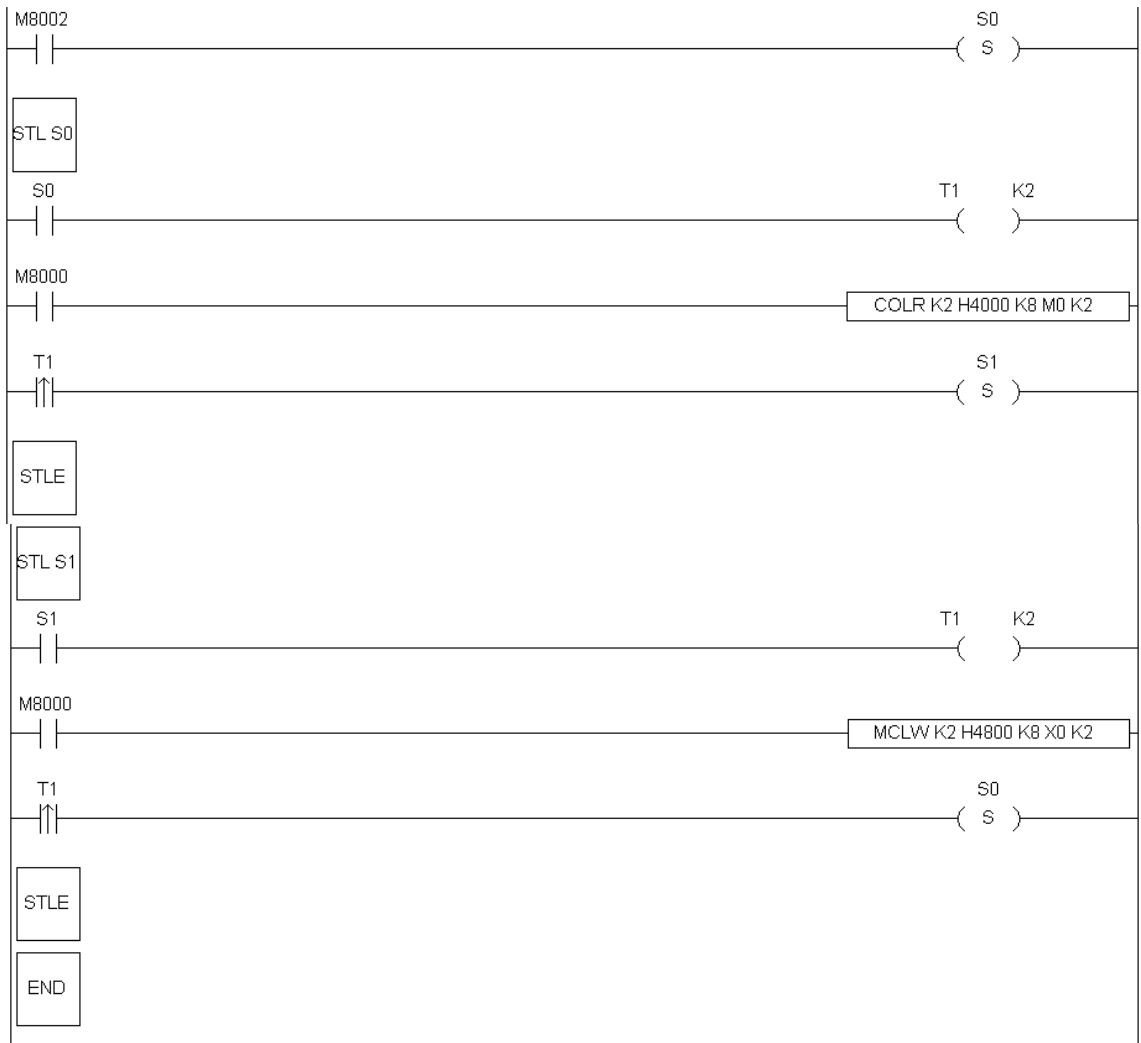 M8002 S0
S
STL S0
S0 T1 K2
M8000
COLR K2 H4000 K8 M0 K2
T1 S1
S
STLE
STL S1
S1 T1 K2
M8000
MCLW K2 H4800 K8 X0 K2
T1 S0
S
STLE
END